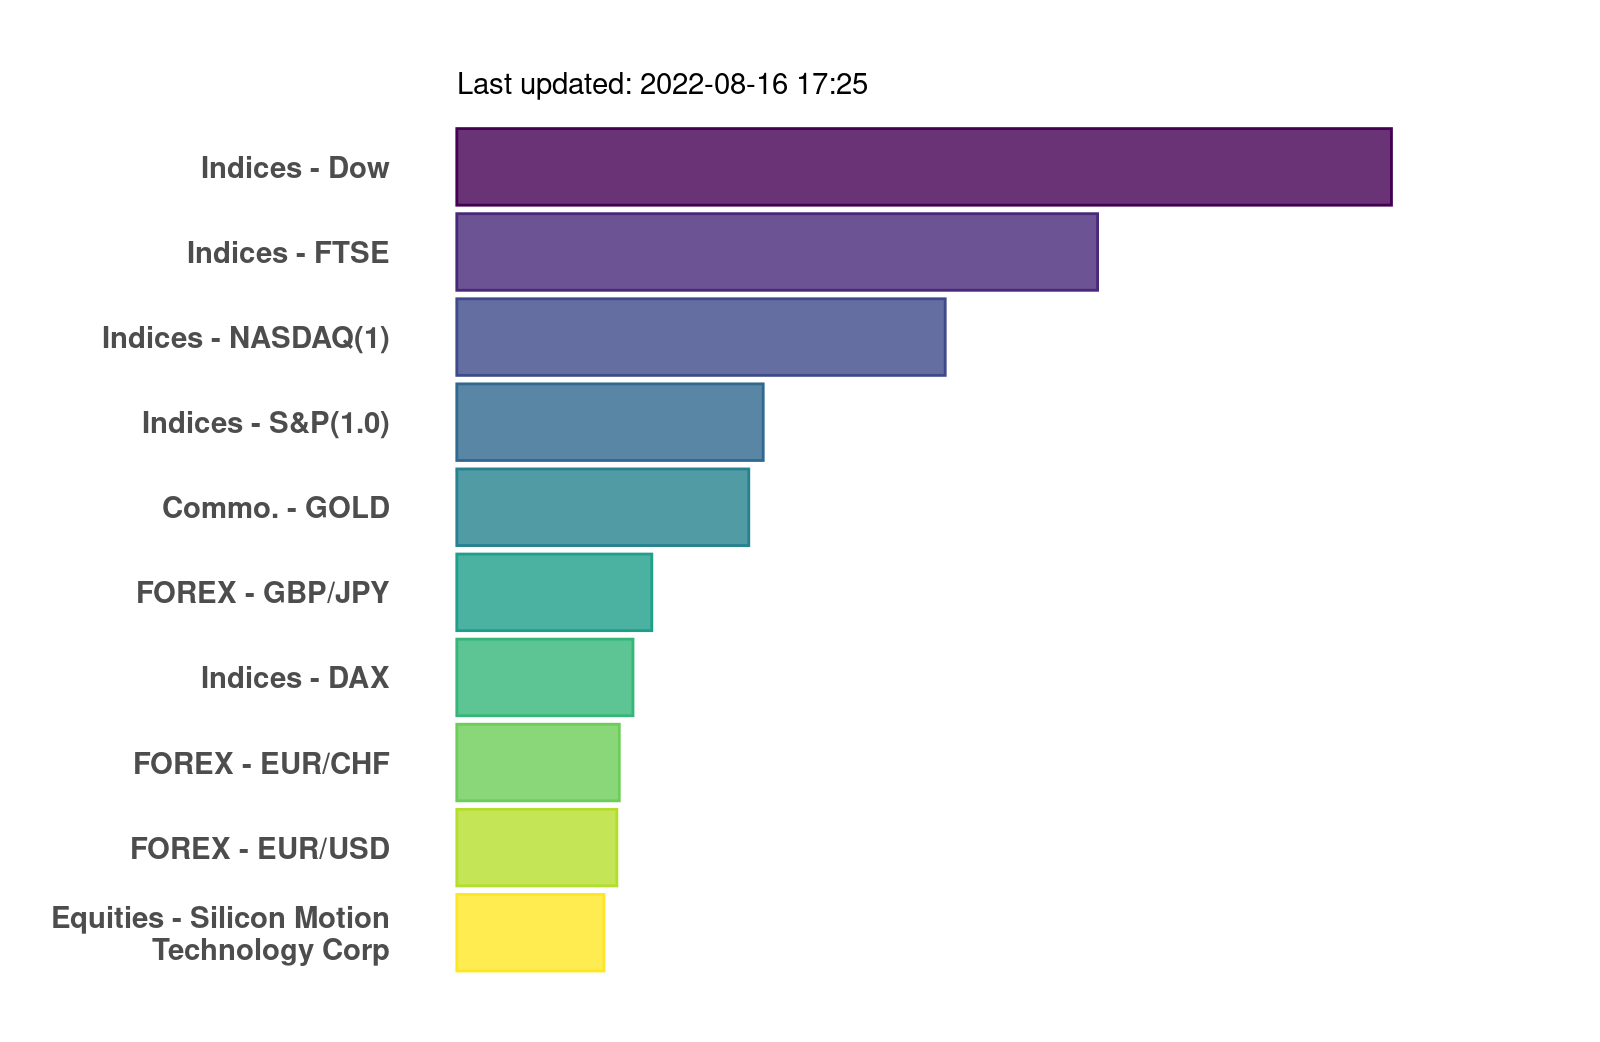 Last updated: 2022-08-16 17:25
Indices - Dow
Indices - FTSE
Indices - NASDAQ(1)
Indices - S&P(1.0)
Commo. - GOLD
FOREX - GBP/JPY
Indices - DAX
FOREX - EUR/CHF
FOREX - EUR/USD
Equities - Silicon Motion
Technology Corp